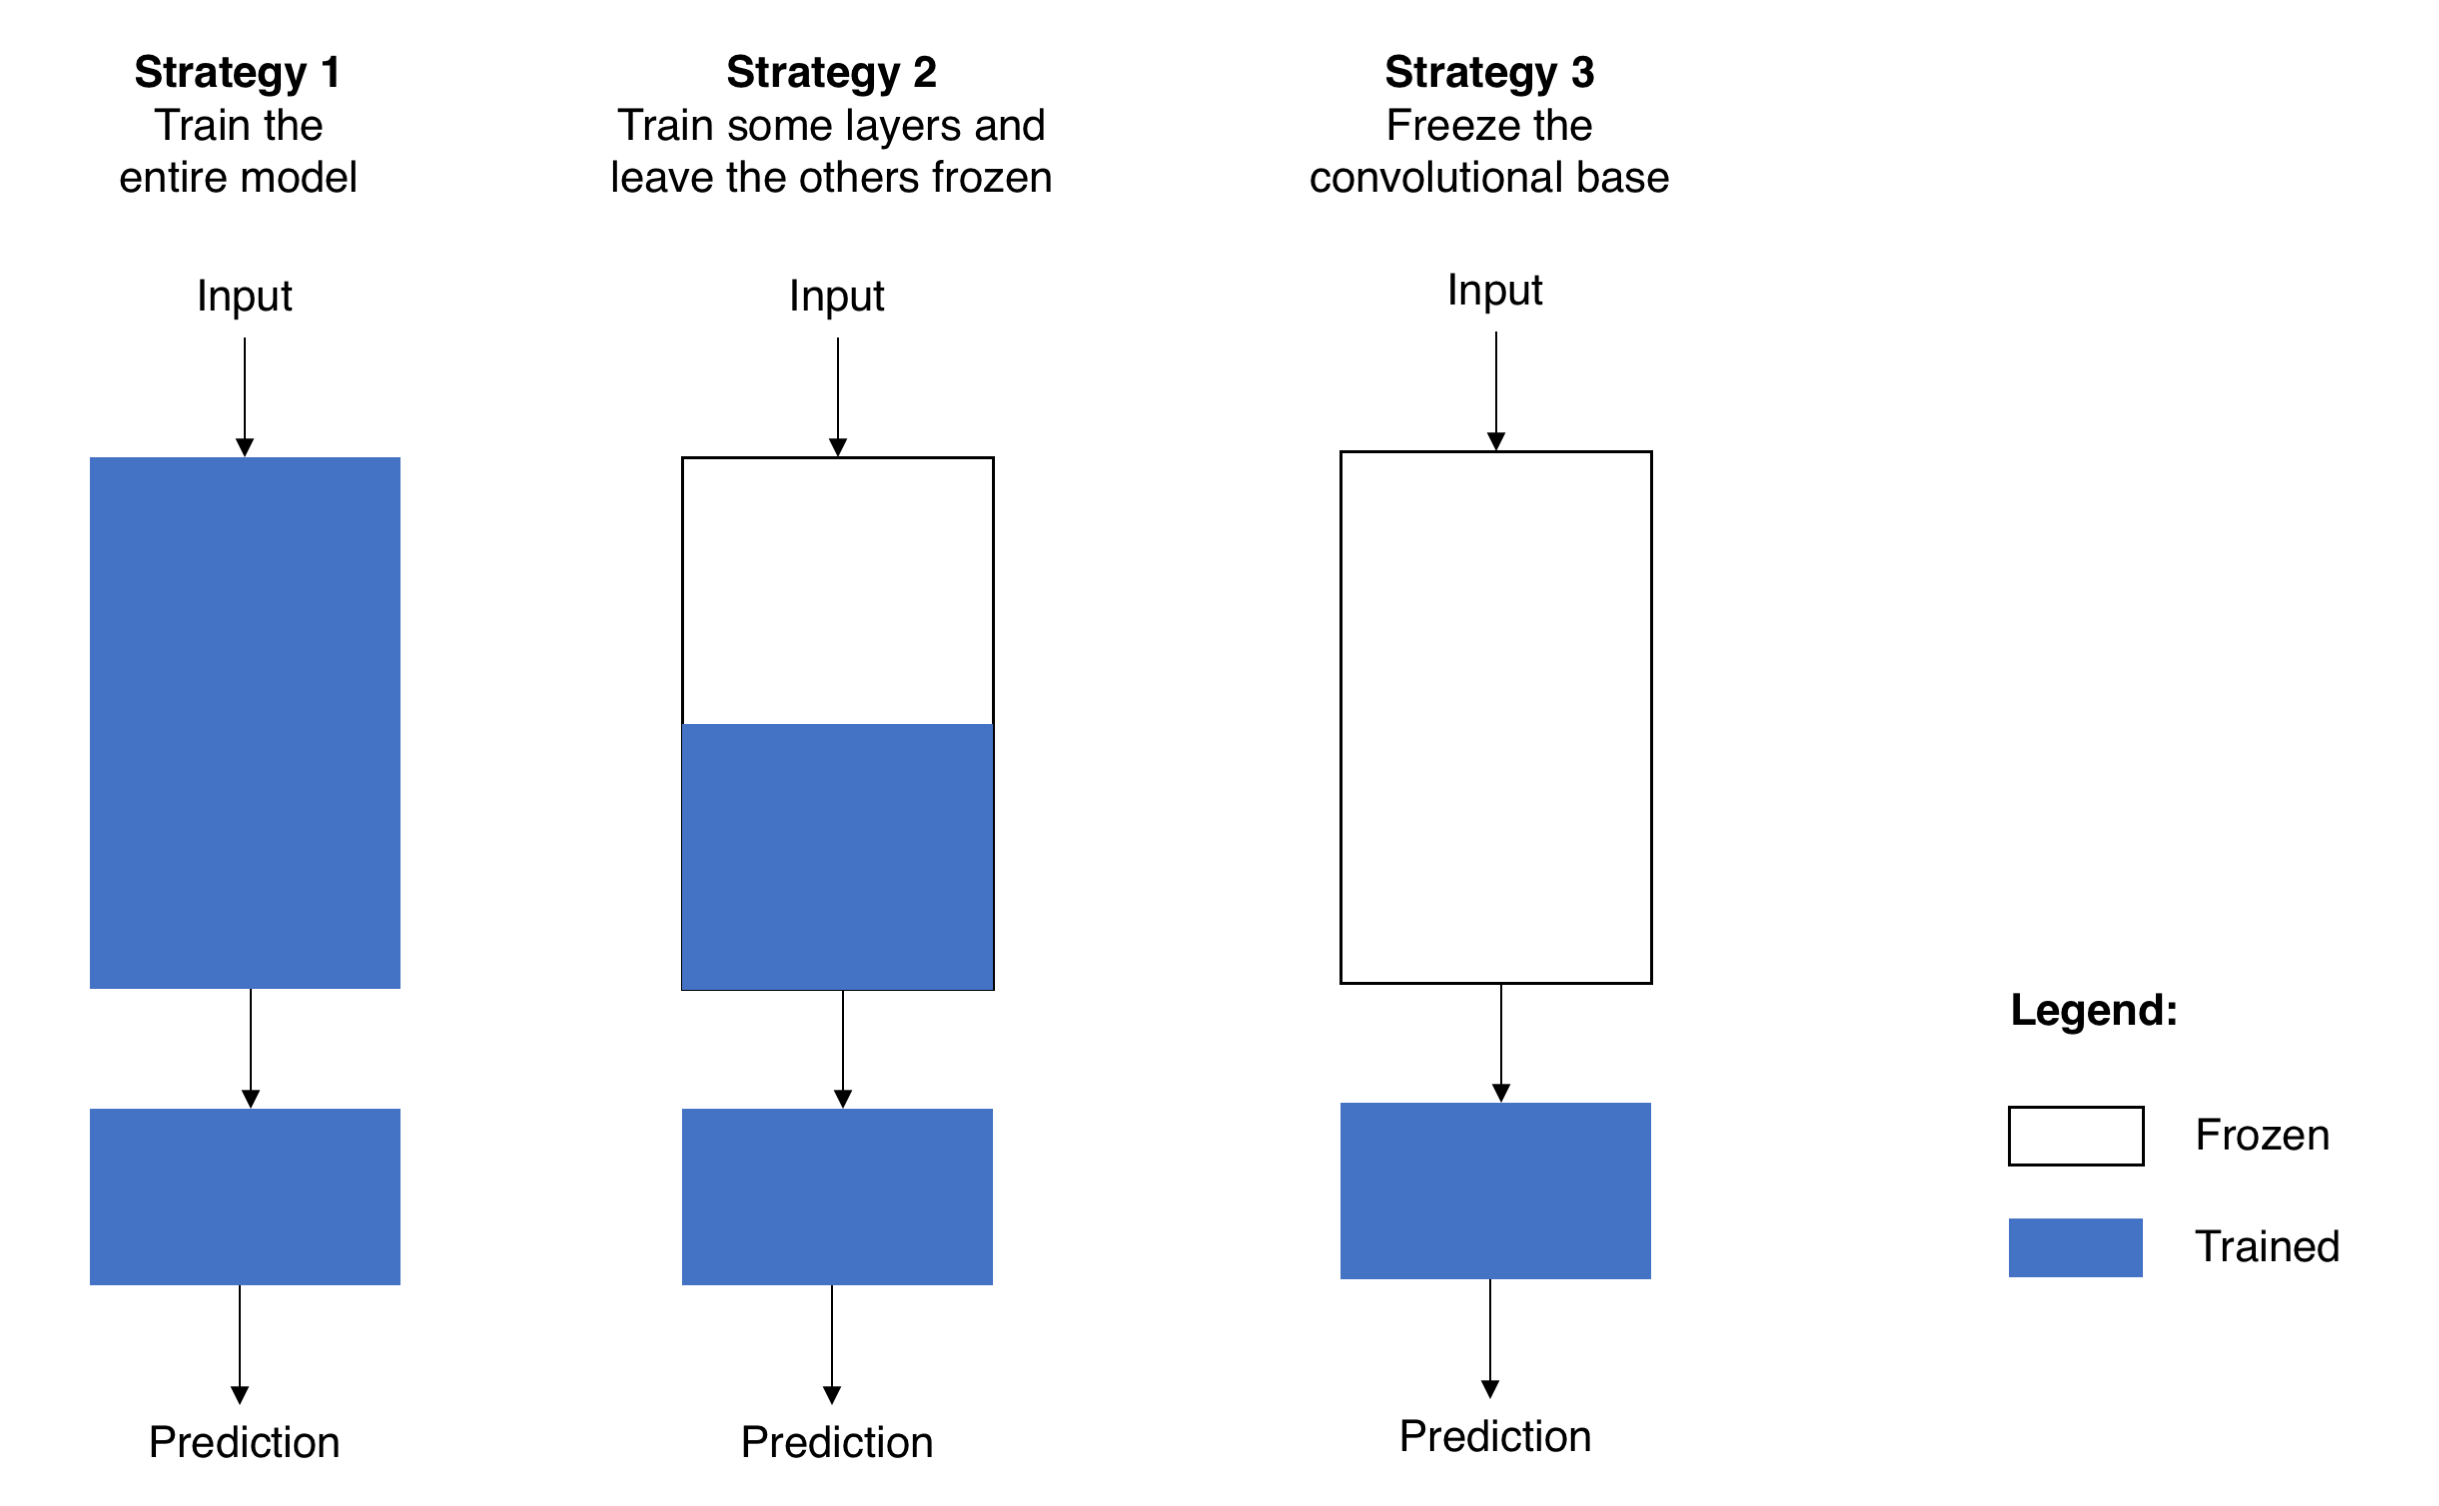 Strategy 1
Train the
entire model
Input
Prediction
Strategy 2
Train some layers and
leave the others frozen
Input
Prediction
Strategy 3
Freeze the
convolutional base
Input
Prediction
Legend:
Frozen
Trained